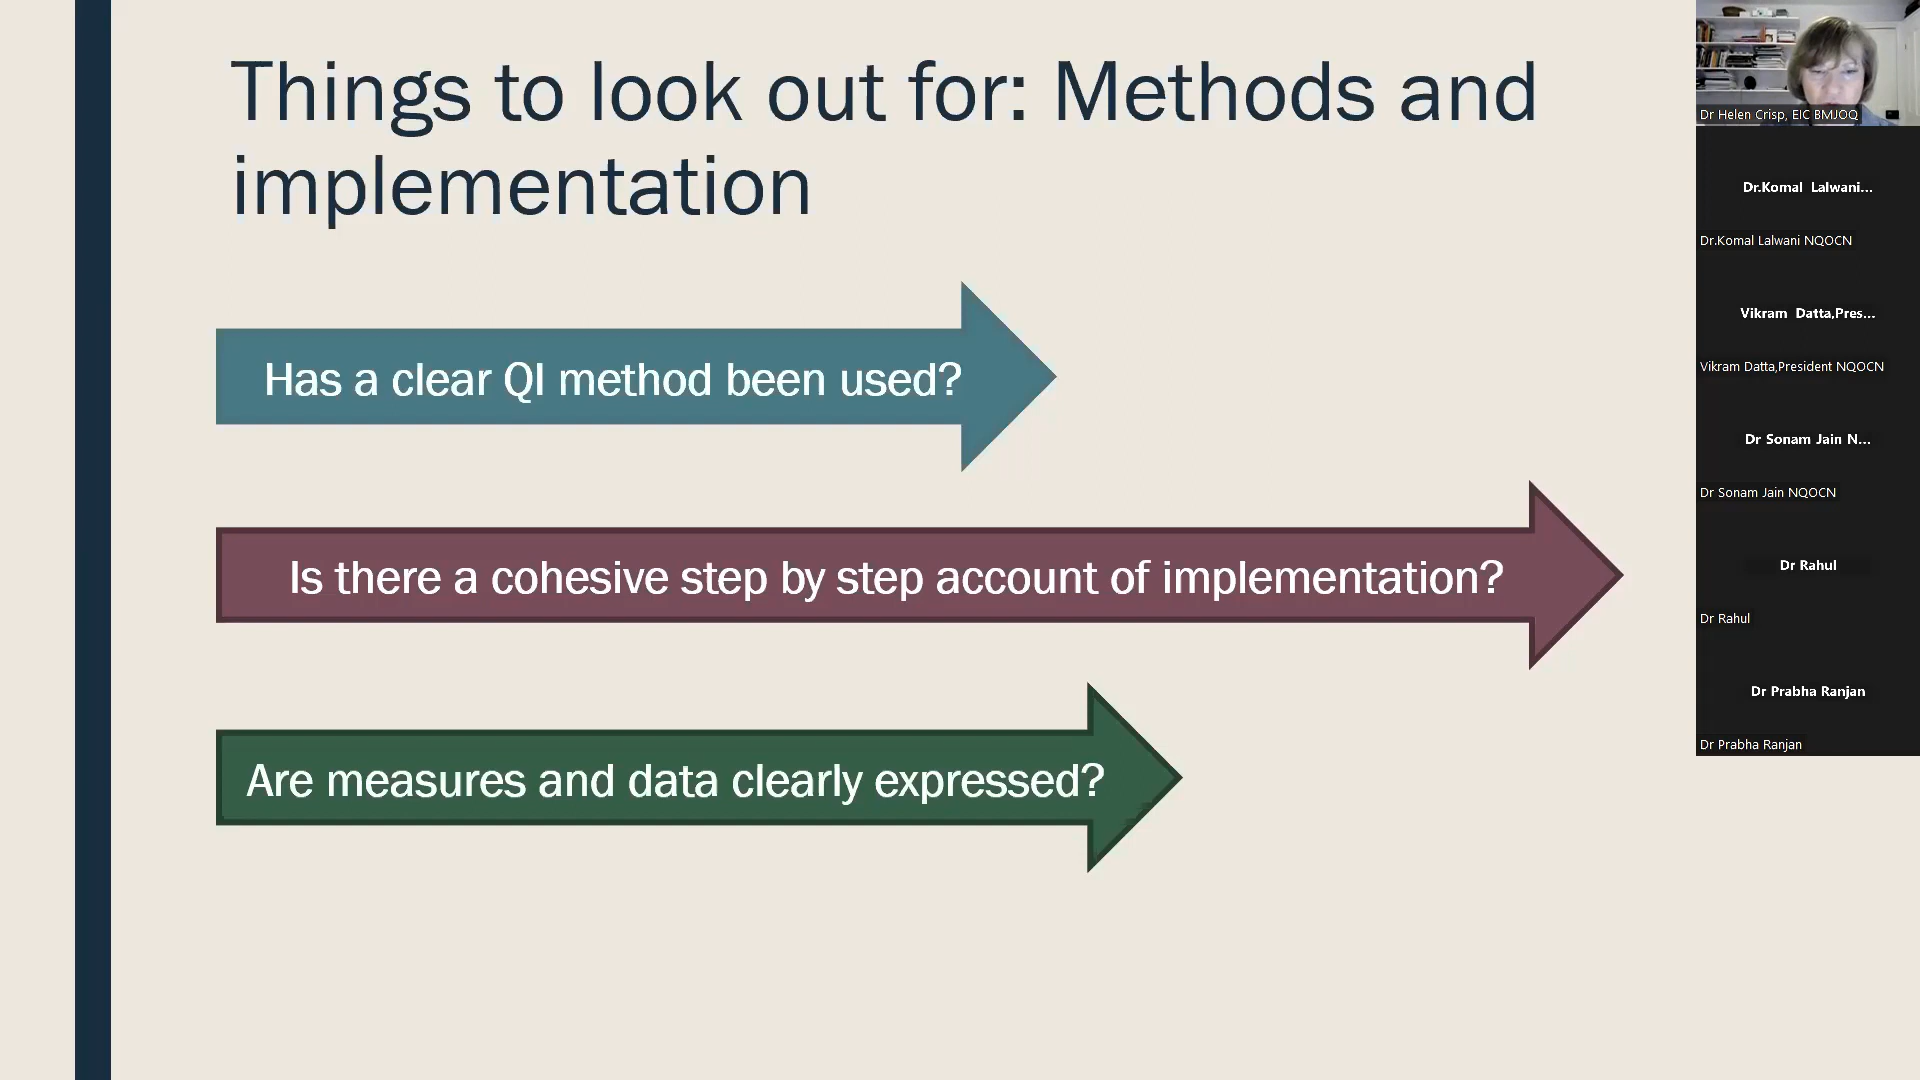 Things to look out for: Methods and
implementation
Has a clear QI method been used?
Is there a cohesive step by step account of implementation?
Are measures and data clearly expressed?
Dr Helen Crisp, EIC BMJOQ
Dr.Komal Lalwani...
Dr.Komal Lalwani NQOCN
Vikram Datta,Pres...
Vikram Datta,President NQOCN
Dr Sonam Jain N...
Dr Sonam Jain NQOCN
Dr Rahul
Dr Rahul
Dr Prabha Ranjan
Dr Prabha Ranjan